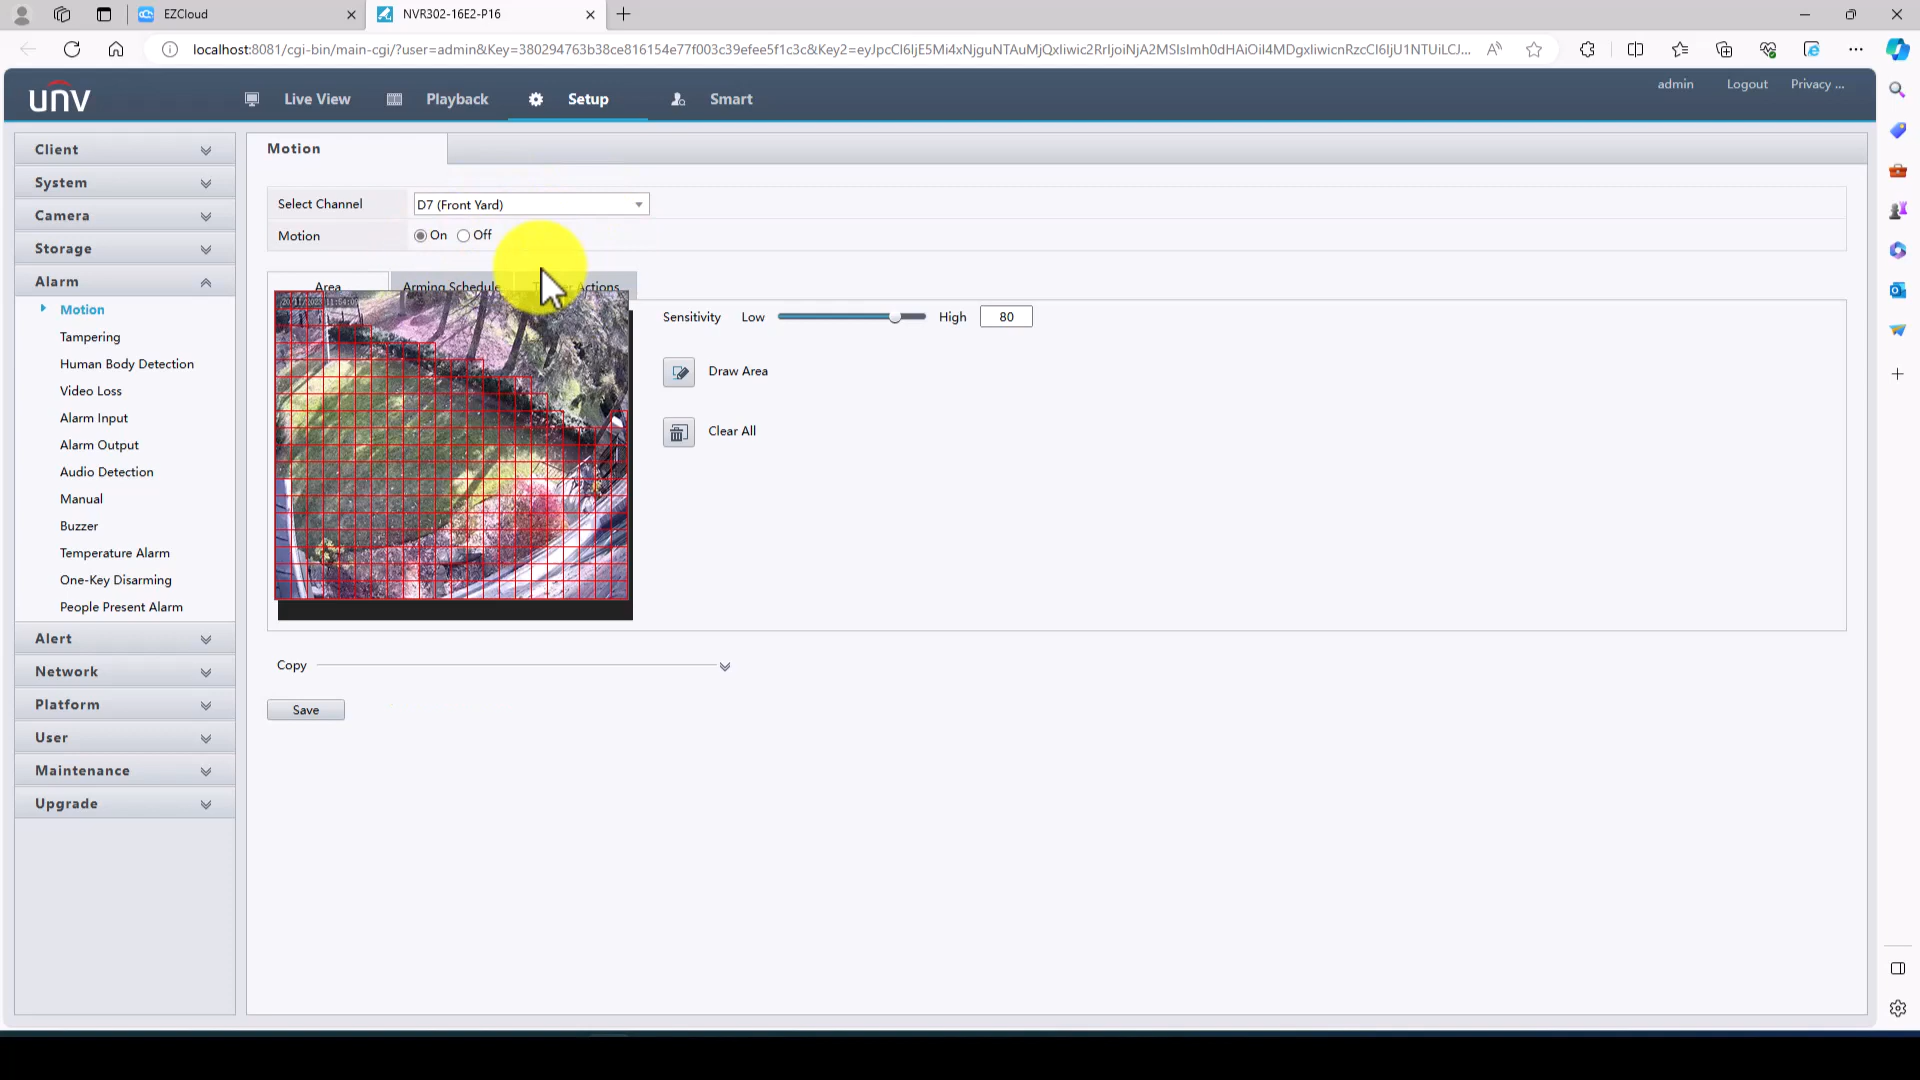 EZCloud
NVR302-16E2-P16
localhost:8081/cgi-bin/main-cgi/?user=admin&Key=380294763b38ce816154e77f003c39efee5f1c3c&Key2=eyJpcCI6IjE5Mi4xNjguNTAuMjQxIiwic2RrIjoiNjA2MSIsImh0dHAiOiI4MDgxIiwicnRzcCI6IjU1NTUiLCJ...
unv
Live View
Playback
Setup
Smart
admin
Logout
Privacy ...
Client
System
Camera
Storage
Alarm
Motion
Tampering
Human Body Detection
Video Loss
Alarm Input
Alarm Output
Audio Detection
Manual
Buzzer
Temperature Alarm
One-Key Disarming
People Present Alarm
Alert
Network
Platform
User
Maintenance
Upgrade
Motion
Select Channel
D7 (Front Yard)
Motion
On
Off
Area
Arming Schedule
Actions
Sensitivity
Low
High
80
Draw Area
Clear All
Copy
Save